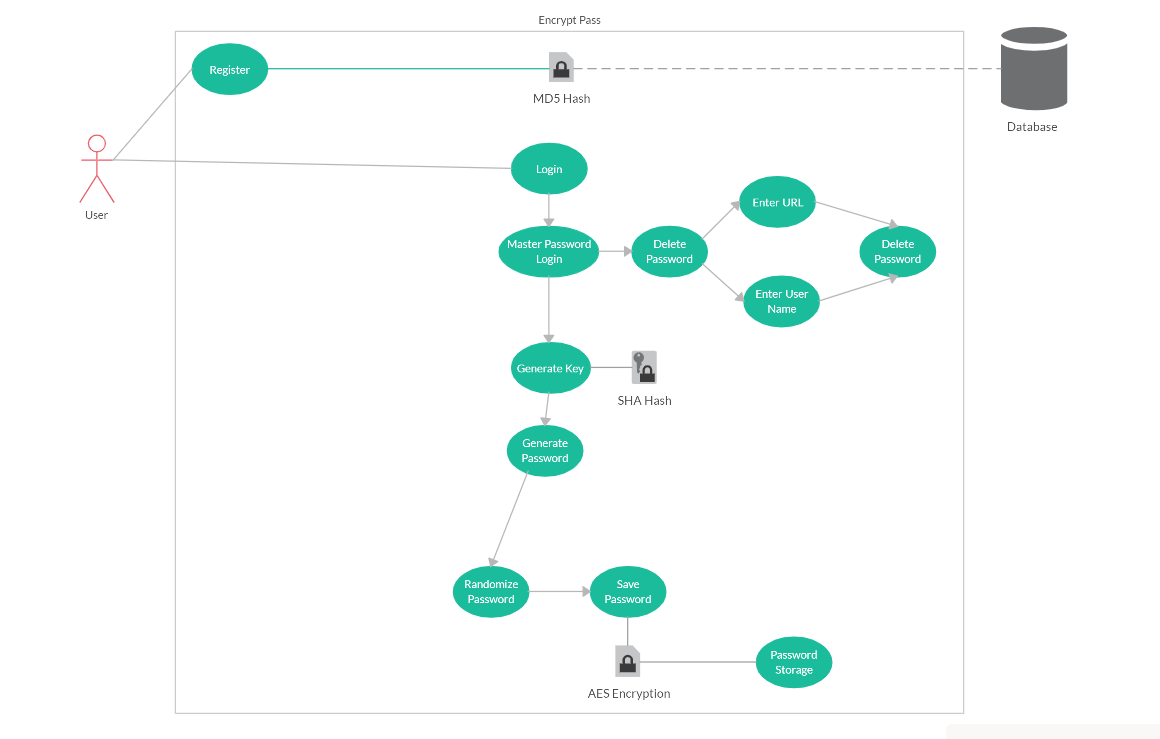 Encrypt Pass
Register
MD5 Hash
Database
User
Login
Enter URL
Master Password
Login
Delete
Password
Delete
Password
Enter User
Name
Generate Key
SHA Hash
Generate
Password
Randomize
Password
Save
Password
Password
Storage
AES Encryption